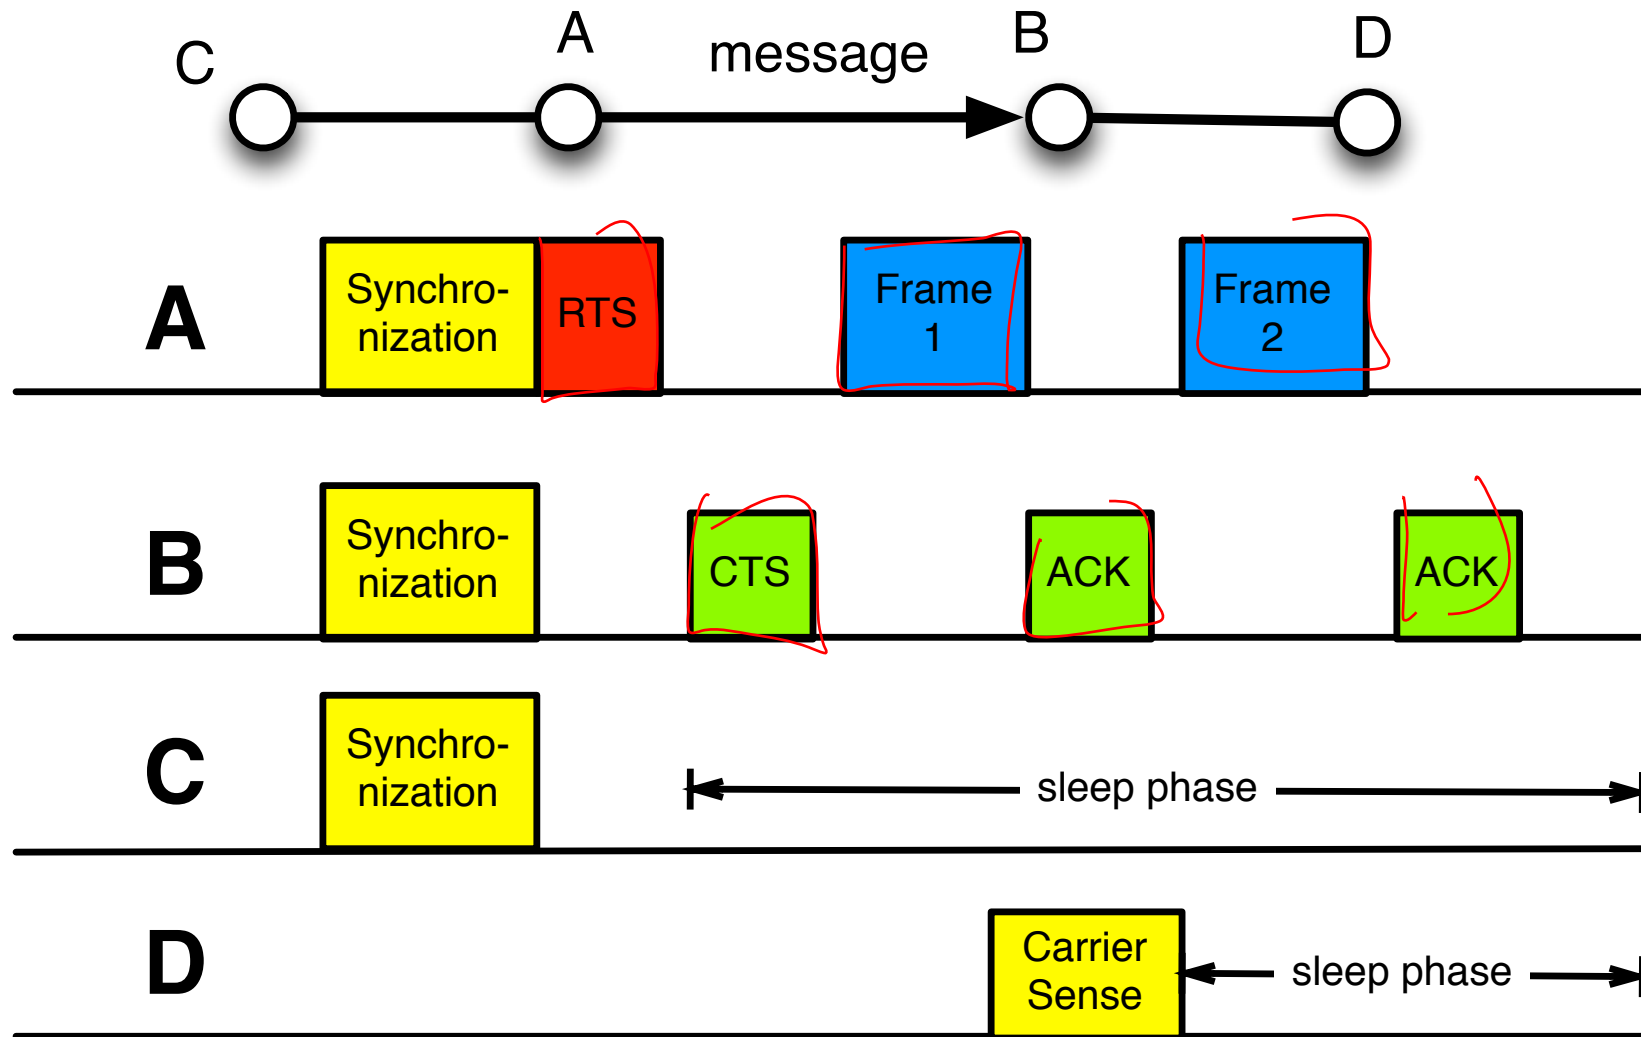 C
A
message
B
D
A
Synchro-
nization
RTS
Frame
1
Frame
2
B
Synchro-
nization
CTS
ACK
ACK
C
Synchro-
nization
sleep phase
D
Carrier
Sense
sleep phase